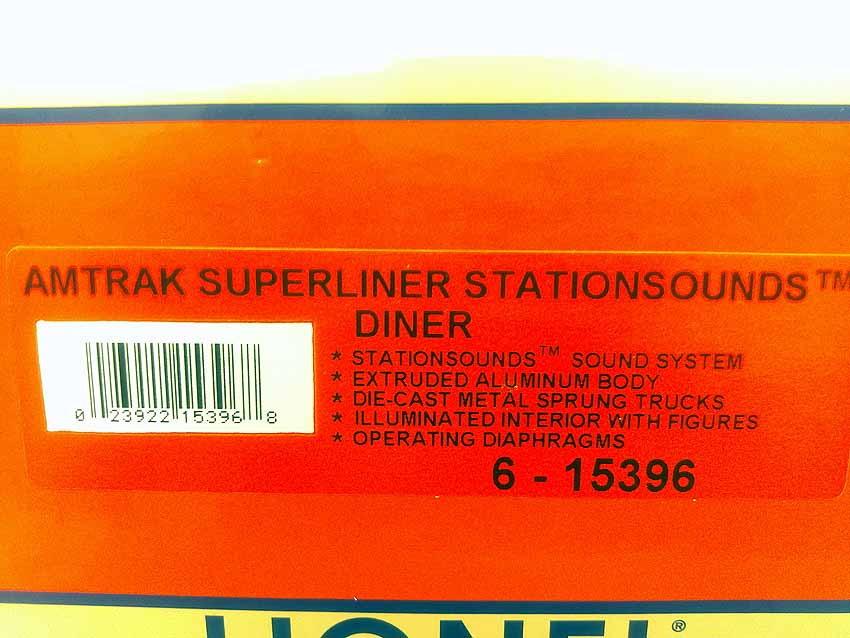 AMTRAK SUPERLINER STATIONSOUNDS™
DINER
* STATIONSOUNDS™ SOUND SYSTEM
* EXTRUDED ALUMINUM BODY
* DIE-CAST METAL SPRUNG TRUCKS
* ILLUMINATED INTERIOR WITH FIGURES
* OPERATING DIAPHRAGMS
0 23922 15396 8
6 - 15396
LIONEL®